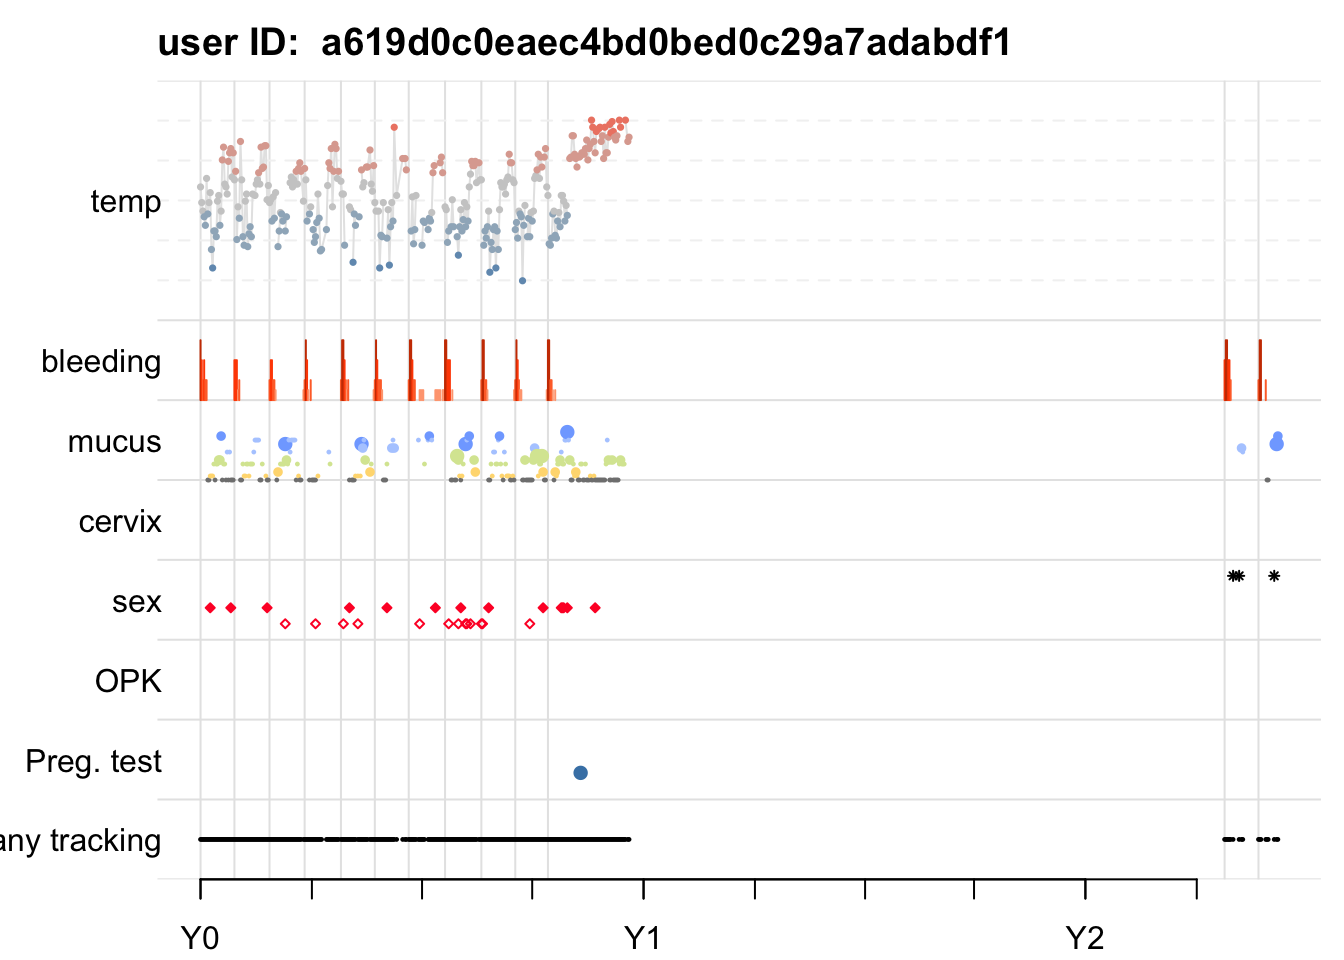 user ID:  a619d0c0eaec4bd0bed0c29a7adabdf1
temp
bleeding
mucus
cervix
sex
OPK
Preg. test
any tracking
Y0 Y1 Y2